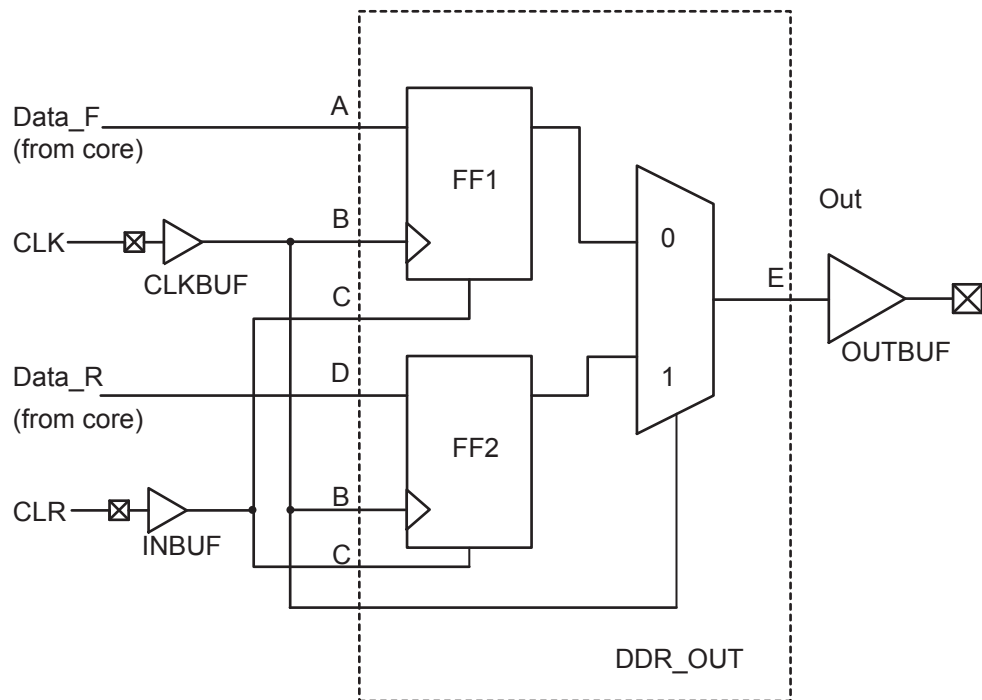 Data_F
(from core)
A
FF1
CLK
CLKBUF
B
C
0
Out
E
OUTBUF
Data_R
(from core)
D
1
FF2
CLR
INBUF
B
C
DDR_OUT